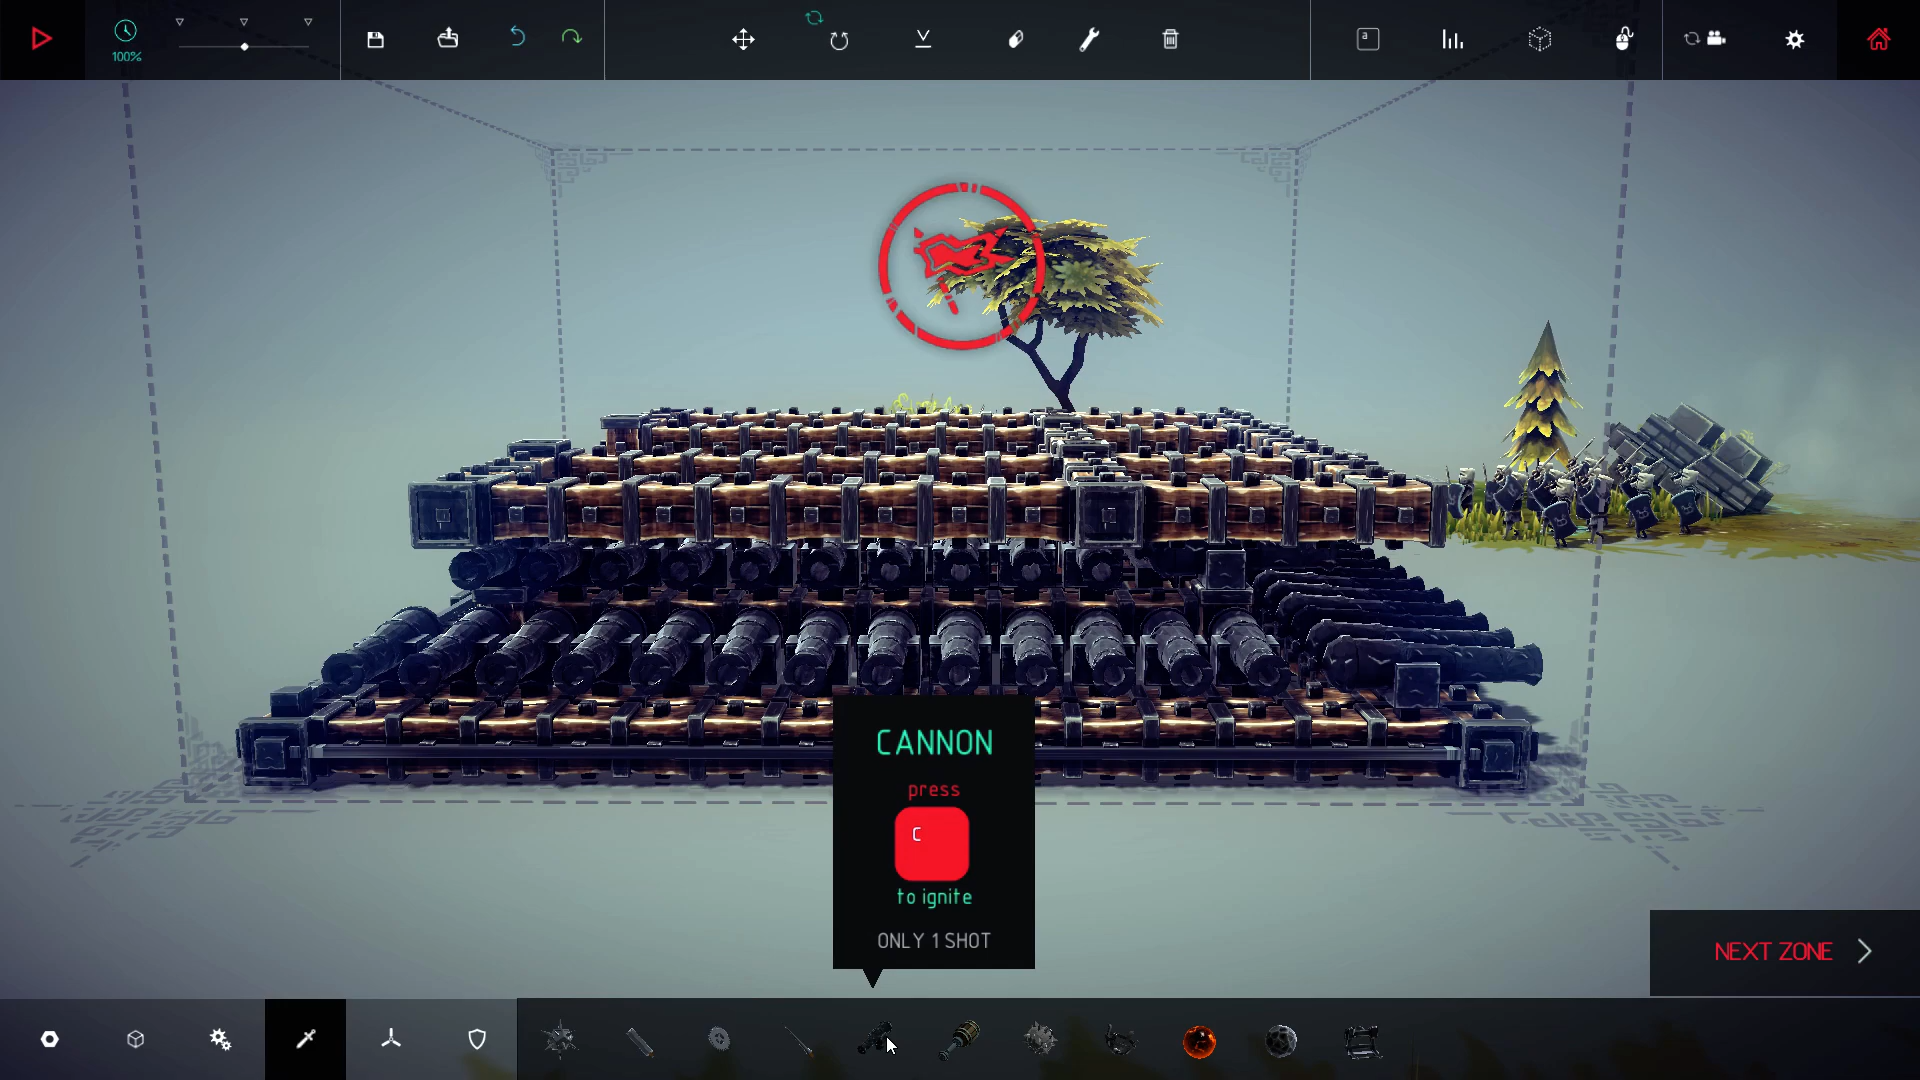 100%
a
CANNON
press
C
to ignite
ONLY 1 SHOT
NEXT ZONE